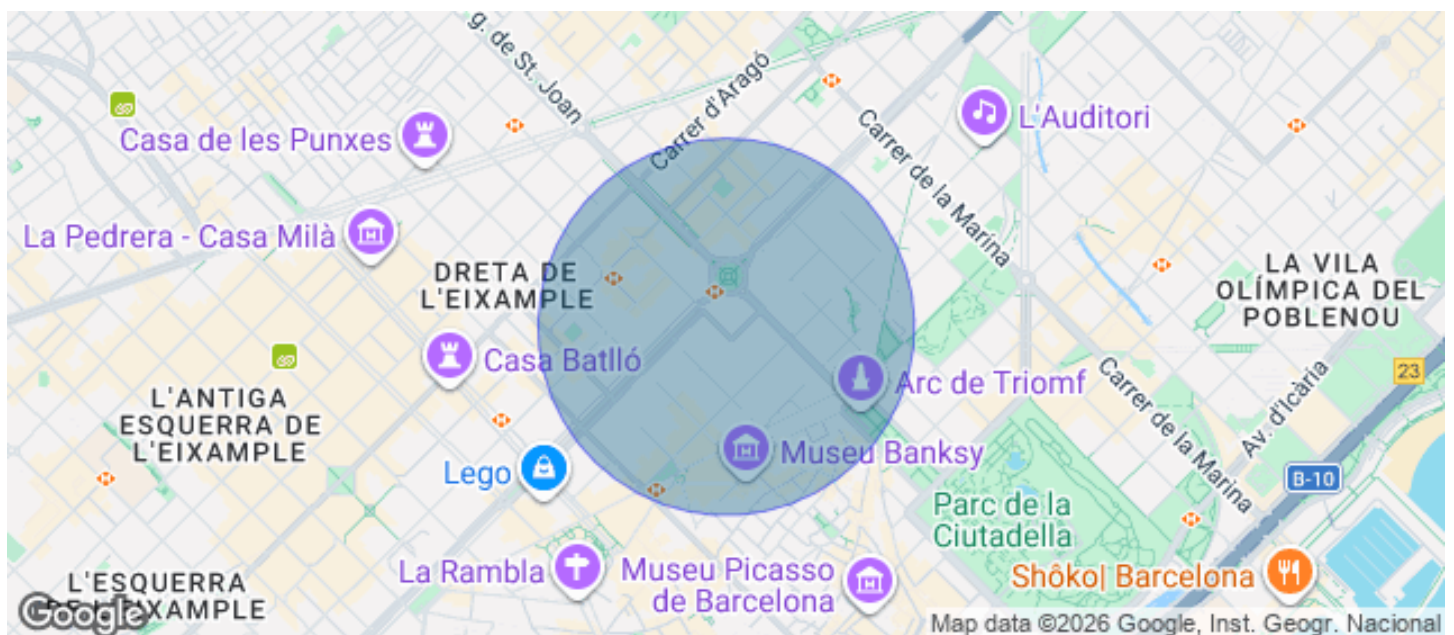 g. de St. Joan
Carrer d'Aragó
Casa de les Punxes
L'Auditori
Carrer de la Marina
La Pedrera - Casa Milà
DRETA DE
L'EIXAMPLE
LA VILA
OLÍMPICA DEL
POBLENOU
Casa Batlló
Arc de Triomf
23
L'ANTIGA
ESQUERRA DE
L'EIXAMPLE
Av. d'Icària
Carrer de la Marina
Museu Banksy
Lego
B-10
Parc de la
Ciutadella
La Rambla
Museu Picasso
de Barcelona
Shôko| Barcelona
L'ESQUERRA
DE L'EIXAMPLE
Google
Map data ©2026 Google, Inst. Geogr. Nacional